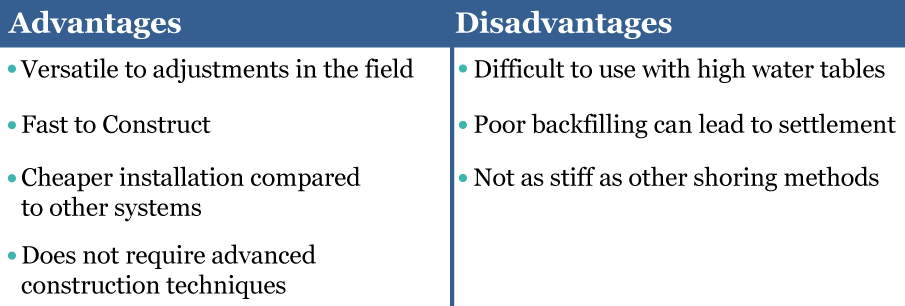 Advantages
• Versatile to adjustments in the field
• Fast to Construct
• Cheaper installation compared
to other systems
• Does not require advanced
construction techniques
Disadvantages
• Difficult to use with high water tables
• Poor backfilling can lead to settlement
• Not as stiff as other shoring methods